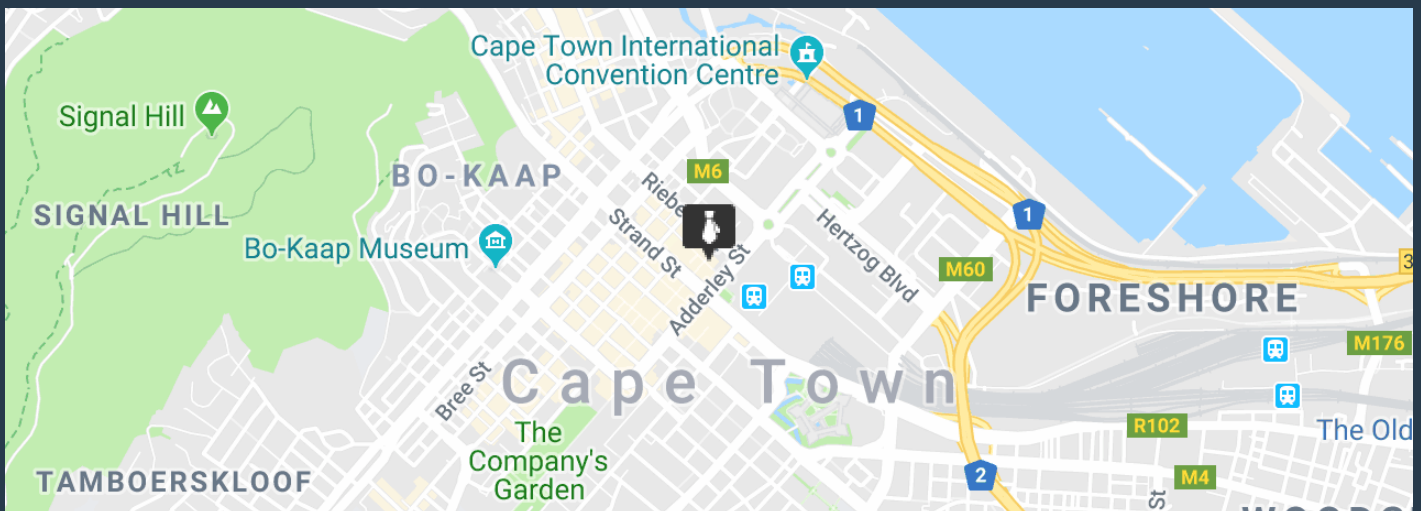 Cape Town International
Convention Centre
1
Signal Hill
M6
BO-KAAP
SIGNAL HILL
Strand St
1
Bo-Kaap Museum
Hertzog Blvd
M60
Adderley St
FORESHORE
3
M176
Cape Town
Bree St
R102
The Old
The
Company's
Garden
TAMBOERSKLOOF
2
M4
St